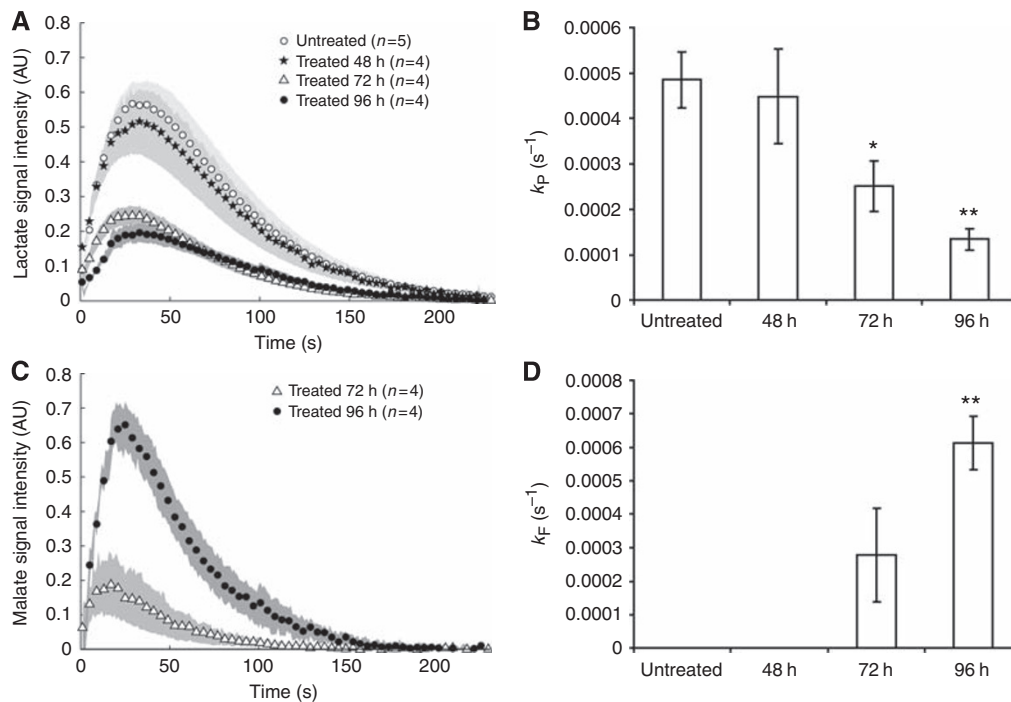 A
Lactate signal intensity (AU)
0.8
0.7
0.6
0.5
0.4
0.3
0.2
0.1
0
Untreated (n=5)
Treated 48 h (n=4)
Treated 72 h (n=4)
Treated 96 h (n=4)
0 50 100 150 200
Time (s)
B
kP (s−1)
0.0006
0.0005
0.0004
0.0003
0.0002
0.0001
0
*
**
Untreated 48 h 72 h 96 h
C
Malate signal intensity (AU)
0.8
0.7
0.6
0.5
0.4
0.3
0.2
0.1
0
Treated 72 h (n=4)
Treated 96 h (n=4)
0 50 100 150 200
Time (s)
D
kF (s−1)
0.0008
0.0007
0.0006
0.0005
0.0004
0.0003
0.0002
0.0001
0
**
Untreated 48 h 72 h 96 h